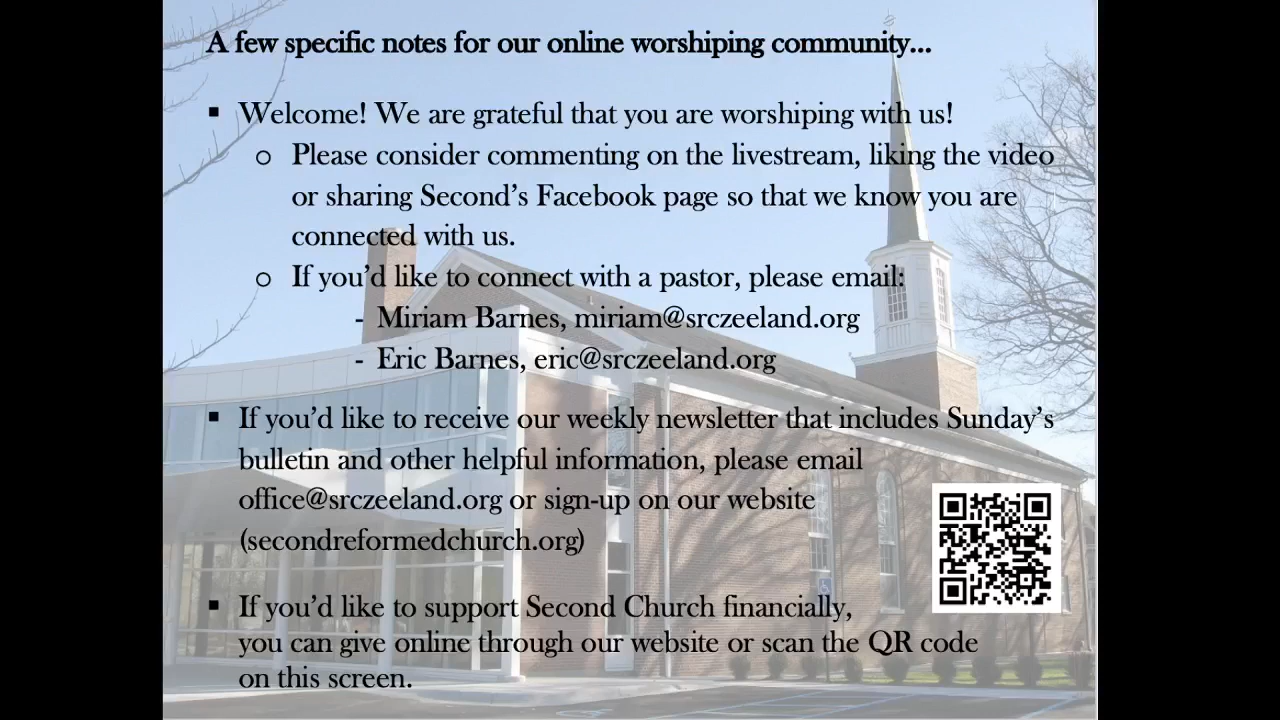 A few specific notes for our online worshiping community...
▪ Welcome! We are grateful that you are worshiping with us!
o Please consider commenting on the livestream, liking the video
or sharing Second's Facebook page so that we know you are
connected with us.
o If you'd like to connect with a pastor, please email:
- Miriam Barnes, miriam@srczeeland.org
- Eric Barnes, eric@srczeeland.org
▪ If you'd like to receive our weekly newsletter that includes Sunday's
bulletin and other helpful information, please email
office@srczeeland.org or sign-up on our website
(secondreformedchurch.org)
▪ If you'd like to support Second Church financially,
you can give online through our website or scan the QR code
on this screen.